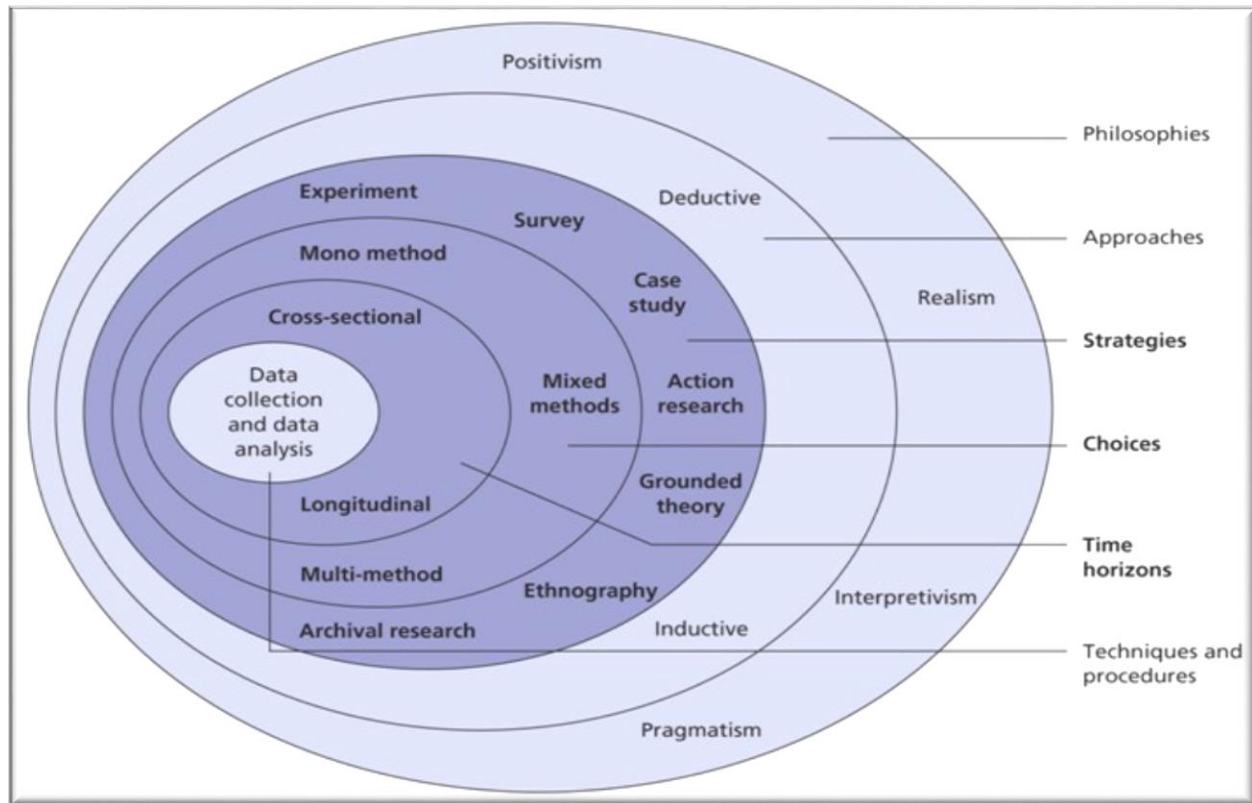 Positivism
Philosophies
Experiment
Deductive
Survey
Approaches
Mono method
Case
study
Realism
Cross-sectional
Strategies
Data
collection
and data
analysis
Mixed
methods
Action
research
Choices
Grounded
theory
Longitudinal
Time
horizons
Multi-method
Ethnography
Interpretivism
Archival research
Inductive
Techniques and
procedures
Pragmatism